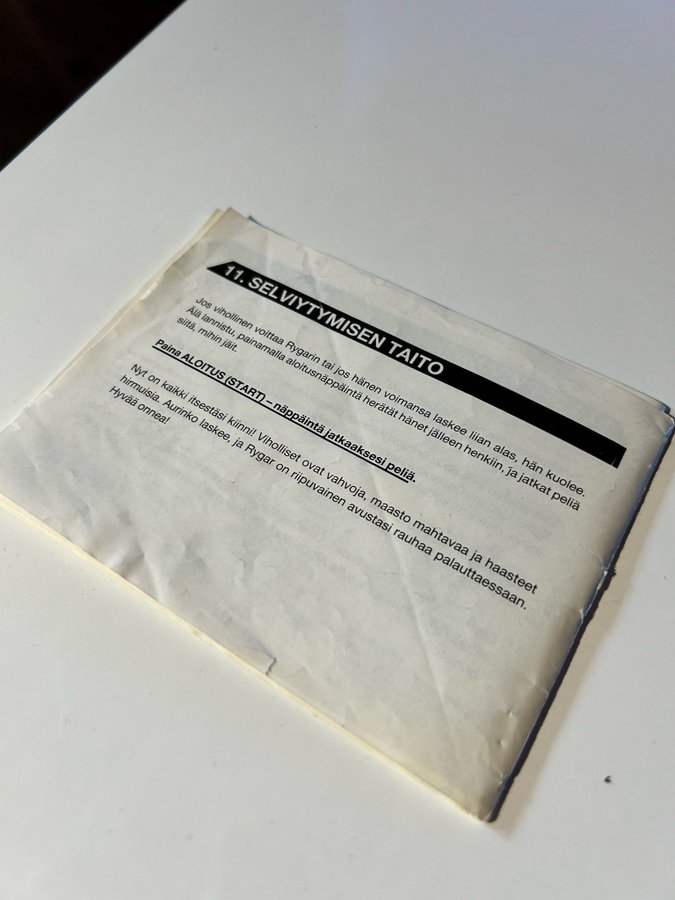 11. SELVIYTYMISEN TAITO
Jos vihollinen voittaa Rygarin tai jos hänen voimansa laskee liian alas, hän kuolee.
Älä lannistu, painamalla aloitusnäppäintä herätät hänet jälleen henkiin, ja jatkat peliä
siitä, mihin jäit.
Paina ALOITUS (START) – näppäintä jatkaaksesi peliä.
Nyt on kaikki itsestäsi kiinni! Viholliset ovat vahvoja, maasto mahtavaa ja haasteet
hirmuisia. Aurinko laskee, ja Rygar on riipuvainen avustasi rauhaa palauttaessaan.
Hyvää onnea!